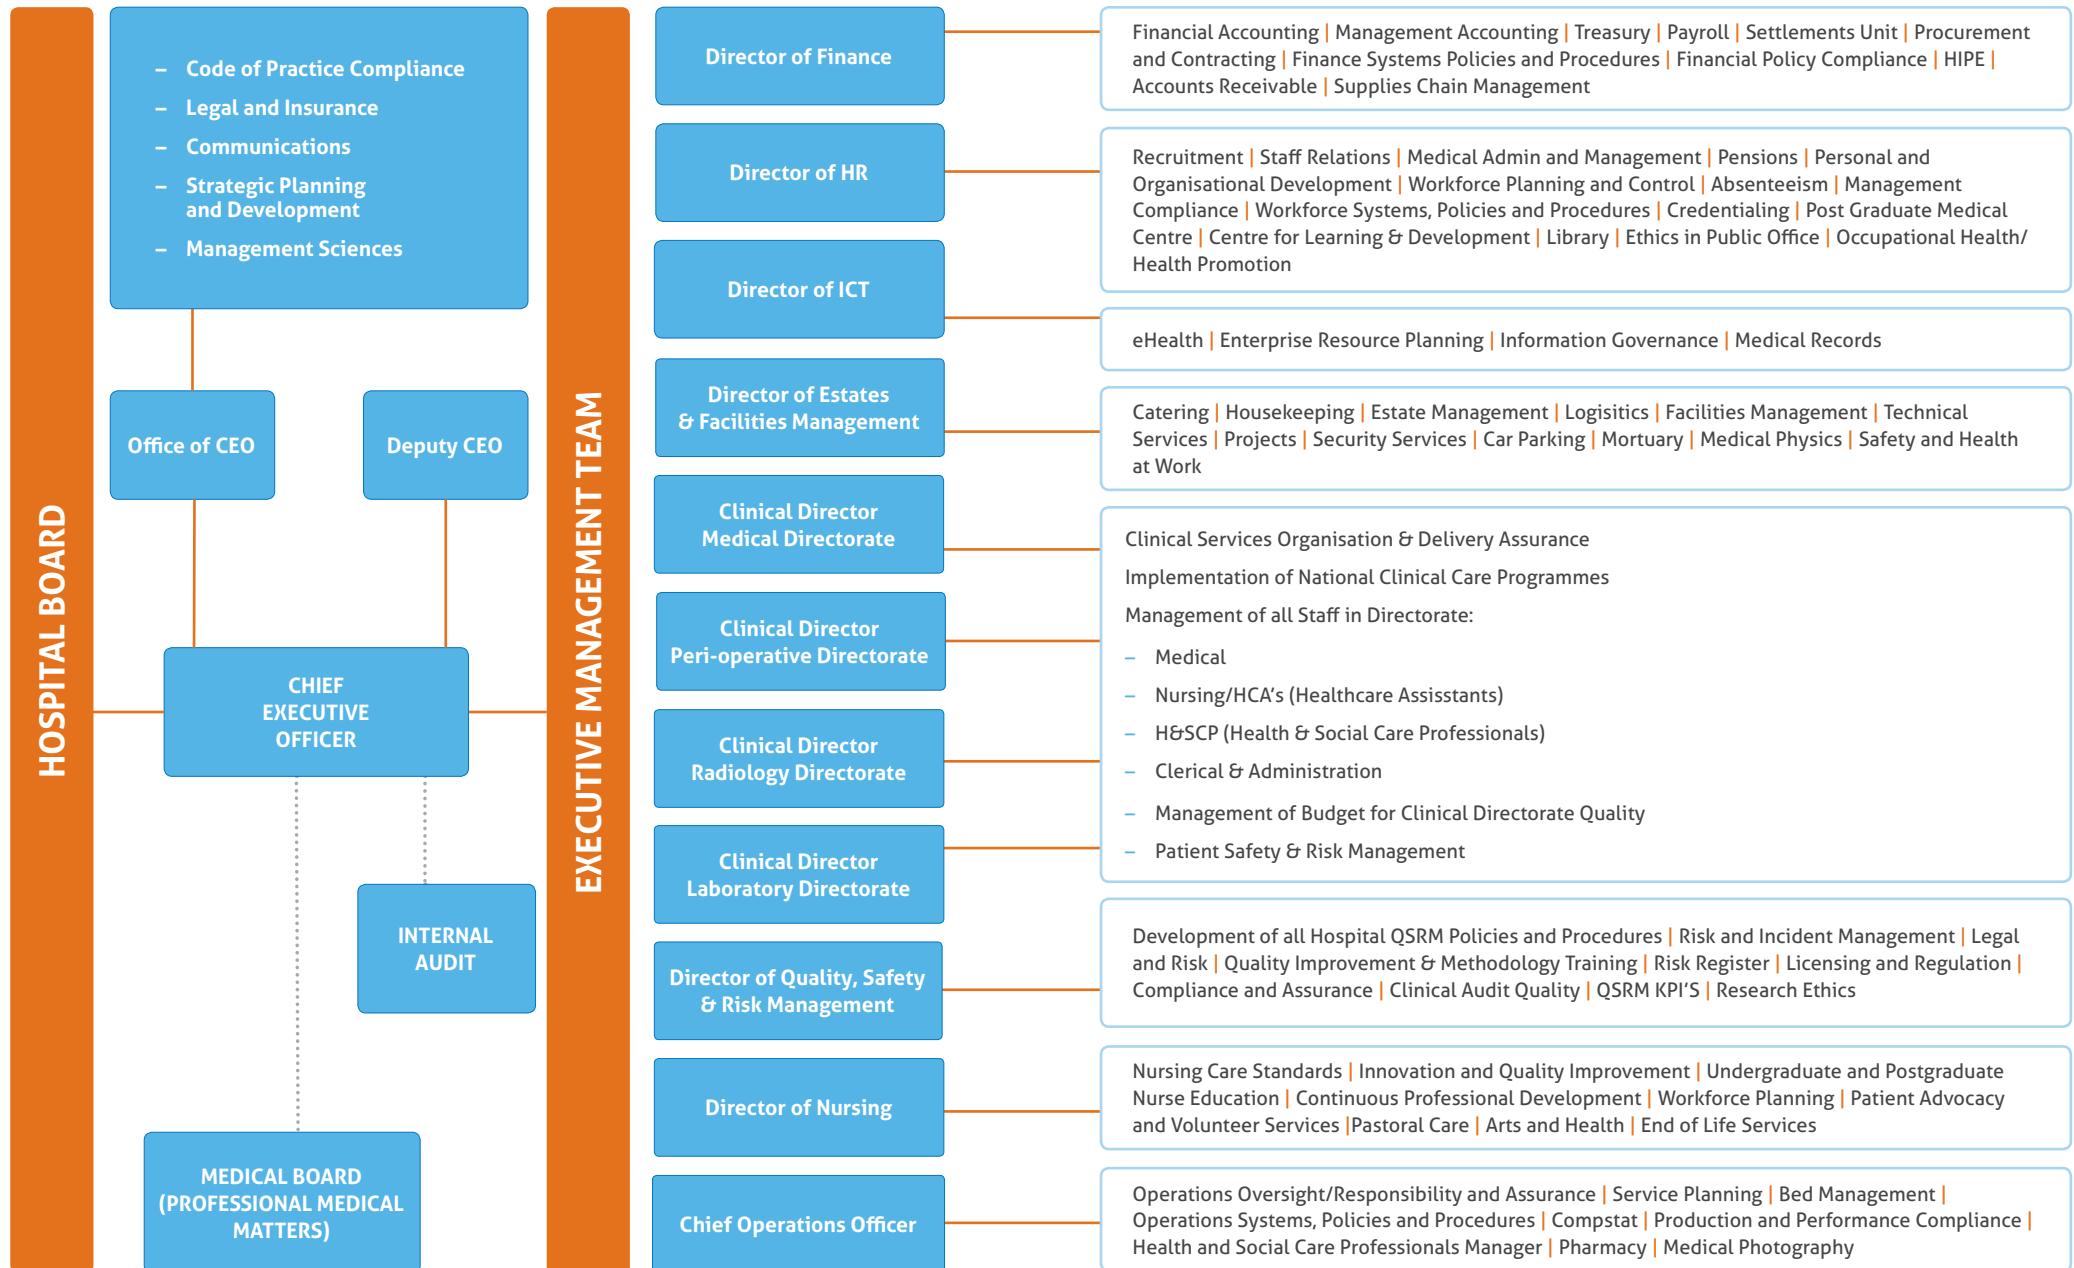 HOSPITAL BOARD
– Code of Practice Compliance
– Legal and Insurance
– Communications
– Strategic Planning
and Development
– Management Sciences
Office of CEO
Deputy CEO
CHIEF
EXECUTIVE
OFFICER
INTERNAL
AUDIT
MEDICAL BOARD
(PROFESSIONAL MEDICAL
MATTERS)
EXECUTIVE MANAGEMENT TEAM
Director of Finance
Financial Accounting | Management Accounting | Treasury | Payroll | Settlements Unit | Procurement
and Contracting | Finance Systems Policies and Procedures | Financial Policy Compliance | HIPE |
Accounts Receivable | Supplies Chain Management
Director of HR
Recruitment | Staff Relations | Medical Admin and Management | Pensions | Personal and
Organisational Development | Workforce Planning and Control | Absenteeism | Management
Compliance | Workforce Systems, Policies and Procedures | Credentialing | Post Graduate Medical
Centre | Centre for Learning & Development | Library | Ethics in Public Office | Occupational Health/
Health Promotion
Director of ICT
eHealth | Enterprise Resource Planning | Information Governance | Medical Records
Director of Estates
& Facilities Management
Catering | Housekeeping | Estate Management | Logisitics | Facilities Management | Technical
Services | Projects | Security Services | Car Parking | Mortuary | Medical Physics | Safety and Health
at Work
Clinical Director
Medical Directorate
Clinical Director
Peri-operative Directorate
Clinical Director
Radiology Directorate
Clinical Director
Laboratory Directorate
Clinical Services Organisation & Delivery Assurance
Implementation of National Clinical Care Programmes
Management of all Staff in Directorate:
– Medical
– Nursing/HCA's (Healthcare Assisstants)
– H&SCP (Health & Social Care Professionals)
– Clerical & Administration
– Management of Budget for Clinical Directorate Quality
– Patient Safety & Risk Management
Director of Quality, Safety
& Risk Management
Development of all Hospital QSRM Policies and Procedures | Risk and Incident Management | Legal
and Risk | Quality Improvement & Methodology Training | Risk Register | Licensing and Regulation |
Compliance and Assurance | Clinical Audit Quality | QSRM KPI'S | Research Ethics
Director of Nursing
Nursing Care Standards | Innovation and Quality Improvement | Undergraduate and Postgraduate
Nurse Education | Continuous Professional Development | Workforce Planning | Patient Advocacy
and Volunteer Services |Pastoral Care | Arts and Health | End of Life Services
Chief Operations Officer
Operations Oversight/Responsibility and Assurance | Service Planning | Bed Management |
Operations Systems, Policies and Procedures | Compstat | Production and Performance Compliance |
Health and Social Care Professionals Manager | Pharmacy | Medical Photography